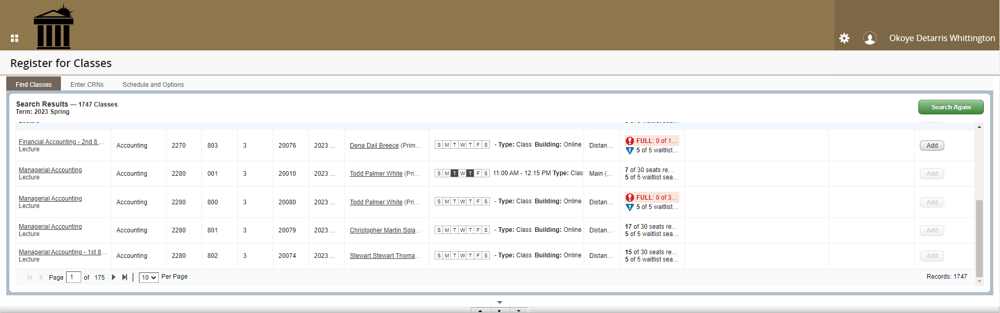 Okoye Detarris Whittington
Register for Classes
Find Classes Enter CRNs Schedule and Options
Search Results — 1747 Classes
Term: 2023 Spring
Search Again
Financial Accounting - 2nd 8 ...
Lecture
Accounting 2270 803 3 20076 2023 ... Dena Dail Breece (Prim... S M T W T F S - Type: Class Building: Online Distan...
FULL: 0 of 1...
5 of 5 waitlist...
Add
Managerial Accounting
Lecture
Accounting 2280 001 3 20010 2023 ... Todd Palmer White (Pri... S M T W T F S 11:00 AM - 12:15 PM Type: Clas Main (...
7 of 30 seats re...
5 of 5 waitlist sea...
Add
Managerial Accounting
Lecture
Accounting 2280 800 3 20080 2023 ... Todd Palmer White (Pri... S M T W T F S - Type: Class Building: Online Distan...
FULL: 0 of 3...
5 of 5 waitlist...
Add
Managerial Accounting
Lecture
Accounting 2280 801 3 20079 2023 ... Christopher Martin Sola... S M T W T F S - Type: Class Building: Online Distan...
17 of 30 seats re...
5 of 5 waitlist sea...
Add
Managerial Accounting - 1st 8...
Lecture
Accounting 2280 802 3 20074 2023 ... Stewart Stewart Thoma... S M T W T F S - Type: Class Building: Online Distan...
15 of 30 seats re...
5 of 5 waitlist sea...
Add
Page 1 of 175 10 Per Page Records: 1747